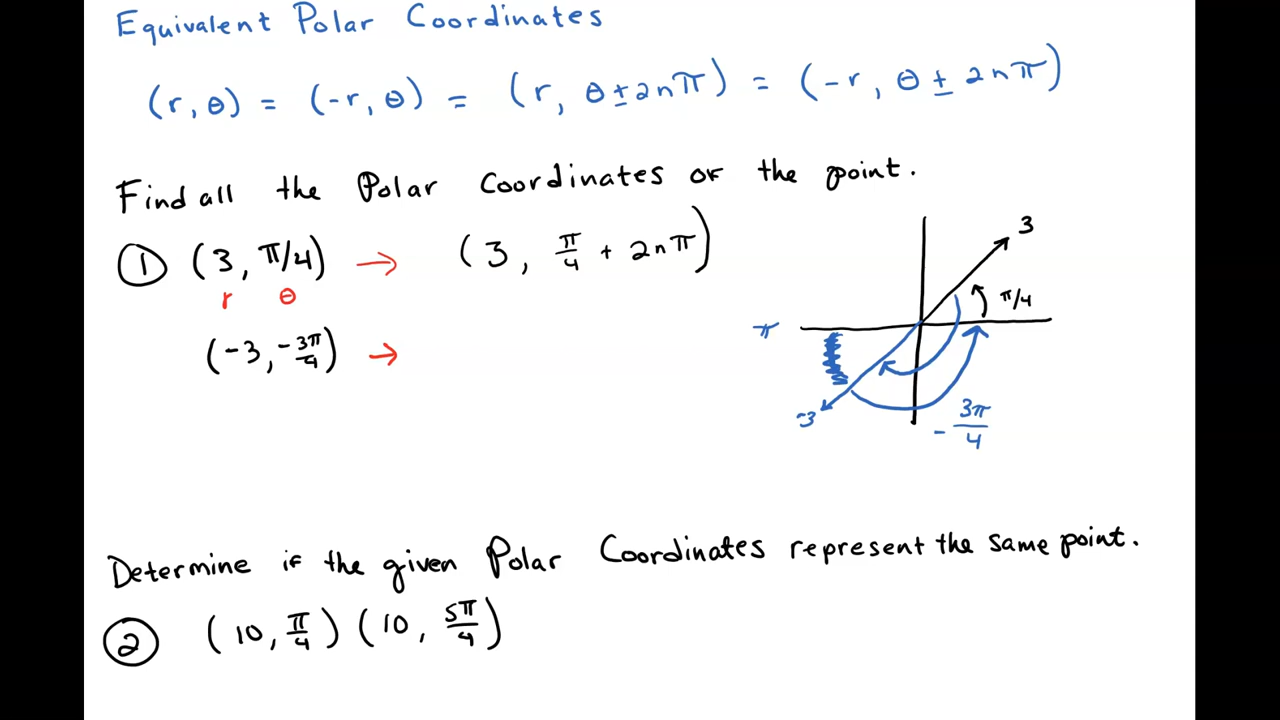 Equivalent Polar Coordinates
(r, θ) = (-r, θ) = (r, θ ± 2nπ) = (-r, θ ± 2nπ)
Find all the Polar Coordinates of the point.
① (3, π/4) → (3, π/4 + 2nπ)
r θ
(-3, -3π/4) →
3
π/4
π
-3
- 3π/4
Determine if the given Polar Coordinates represent the same point.
② (10, π/4) (10, 5π/4)